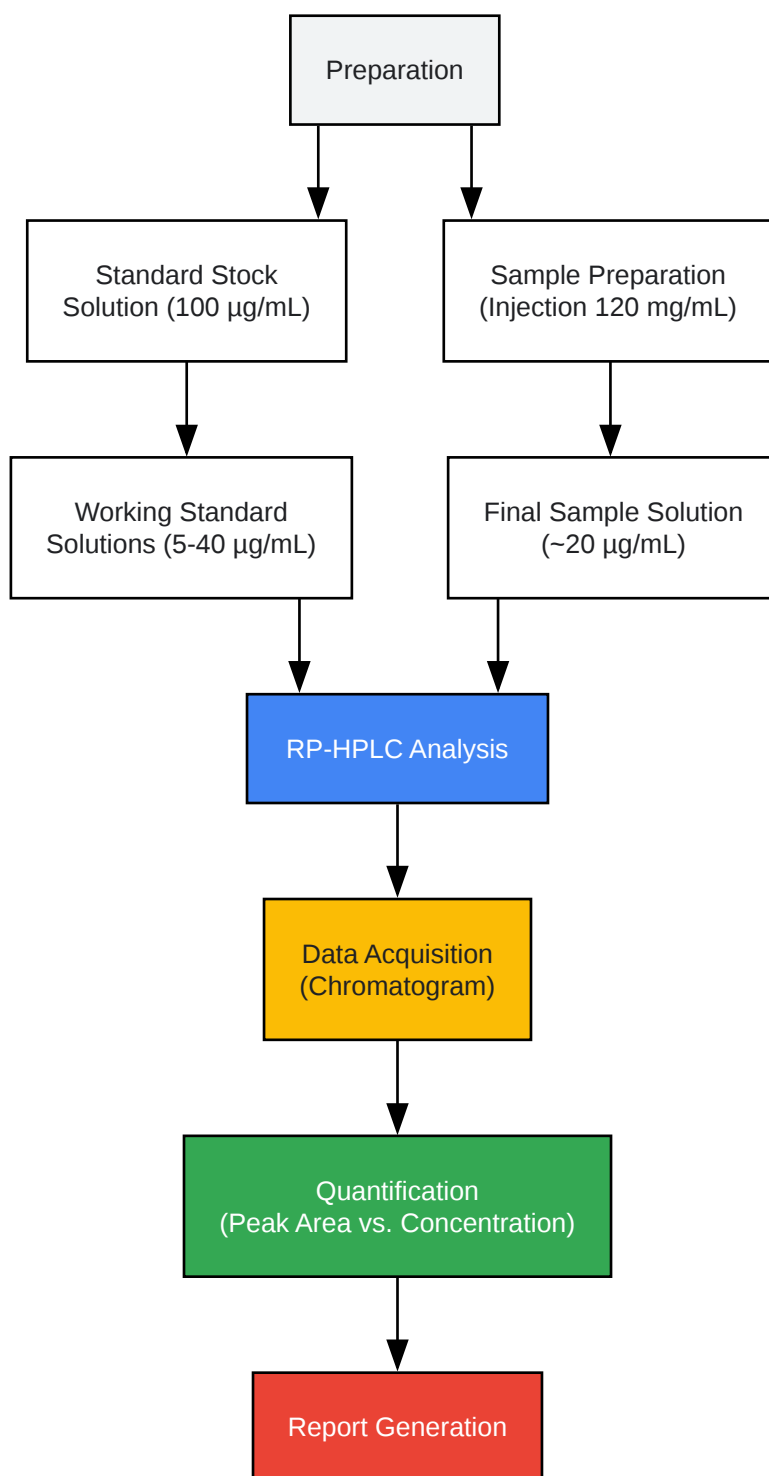 Preparation
Standard Stock
Solution (100 µg/mL)
Sample Preparation
(Injection 120 mg/mL)
Working Standard
Solutions (5-40 µg/mL)
Final Sample Solution
(~20 µg/mL)
RP-HPLC Analysis
Data Acquisition
(Chromatogram)
Quantification
(Peak Area vs. Concentration)
Report Generation